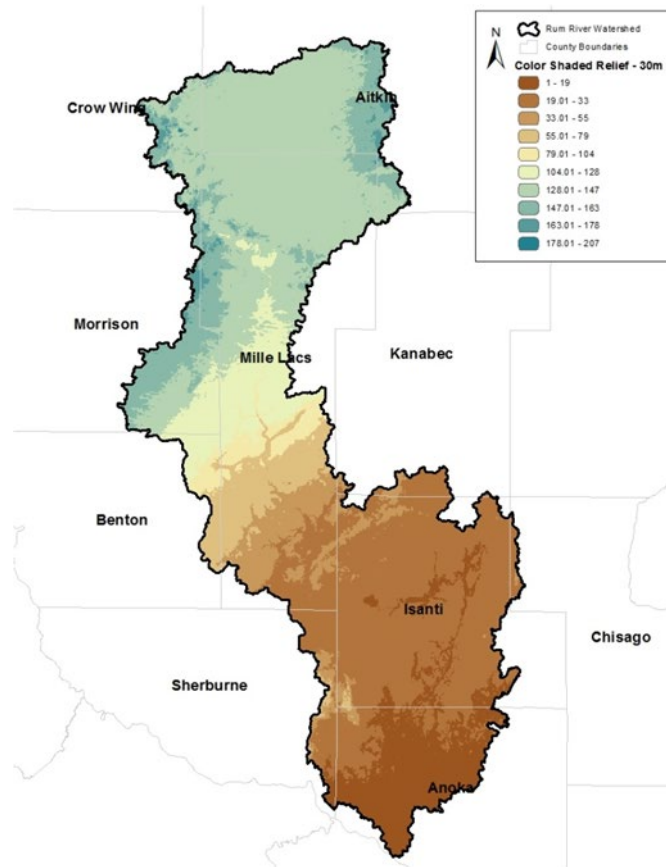 N
Rum River Watershed
County Boundaries
Color Shaded Relief - 30m
1 - 19
19.01 - 33
33.01 - 55
55.01 - 79
79.01 - 104
104.01 - 128
128.01 - 147
147.01 - 163
163.01 - 178
178.01 - 207
Crow Wing
Aitkin
Morrison
Mille Lacs
Kanabec
Benton
Isanti
Chisago
Sherburne
Anoka